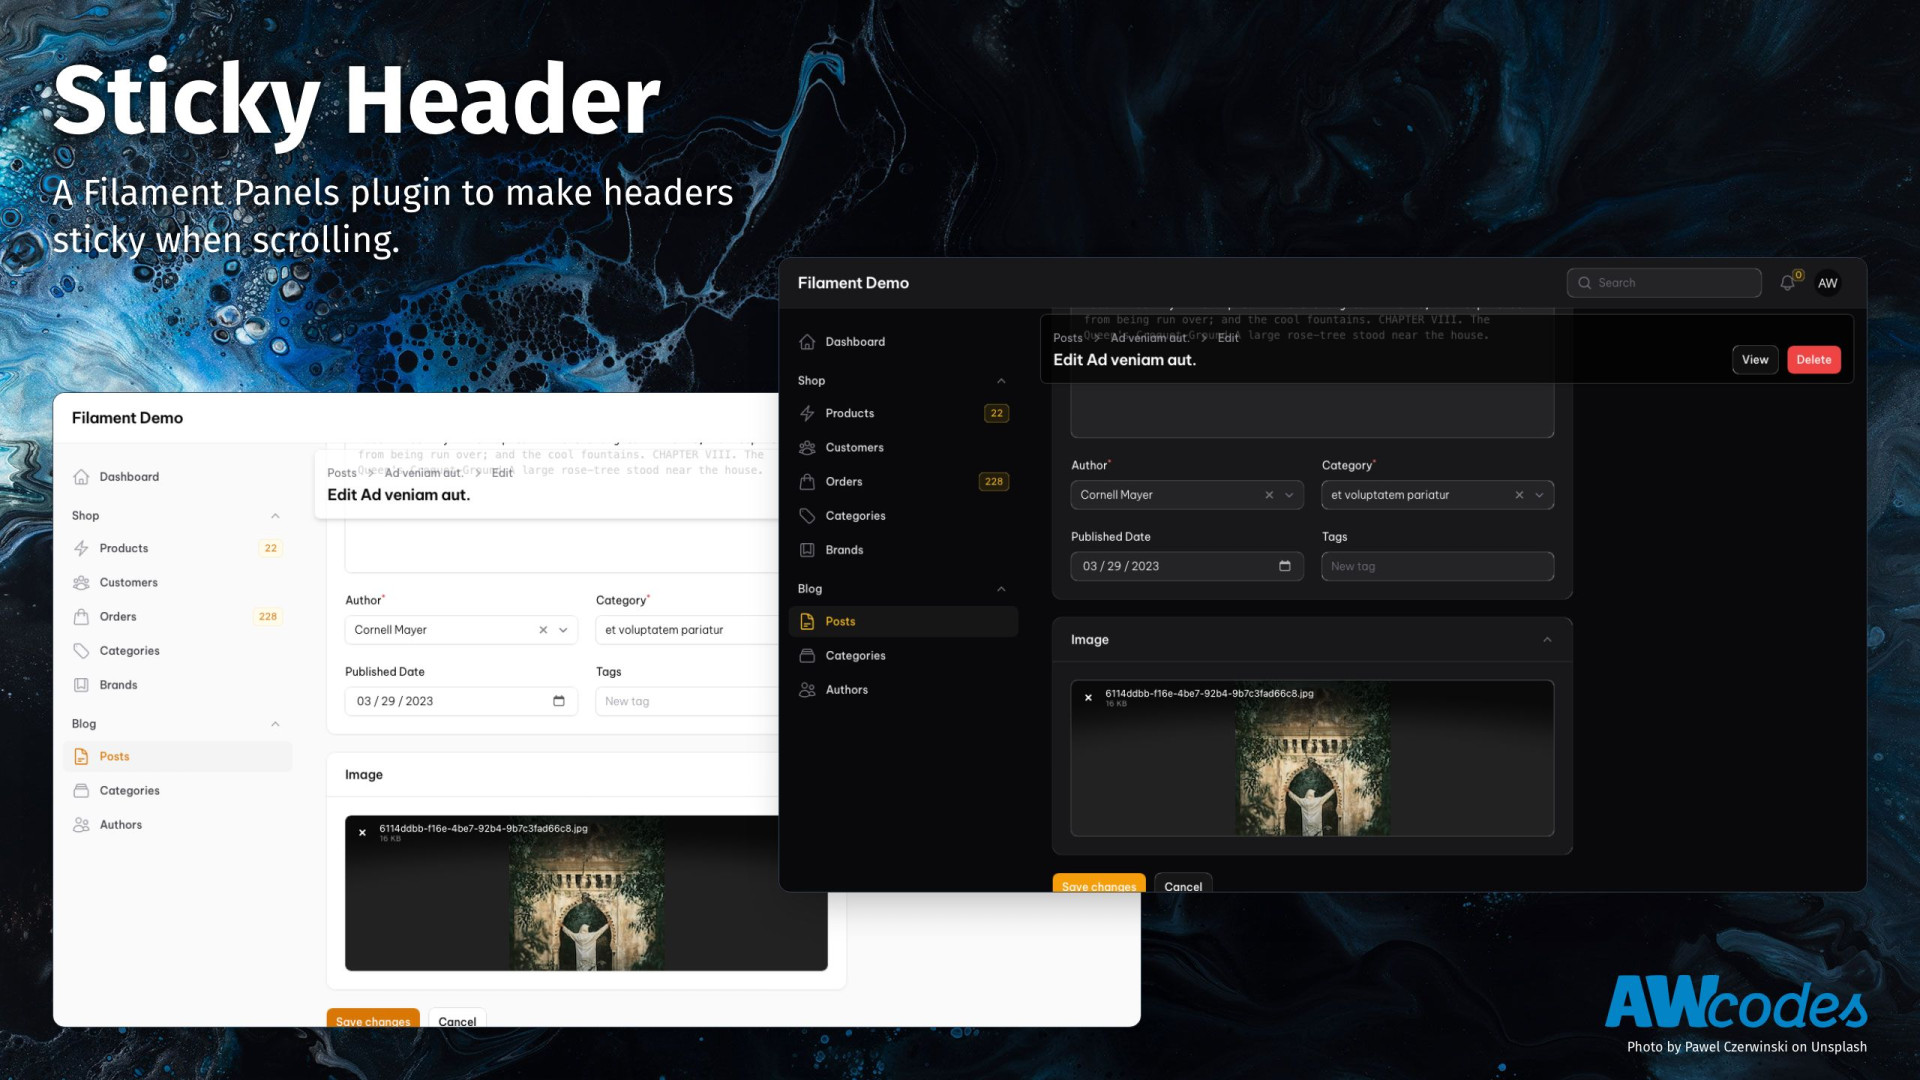 Sticky Header
A Filament Panels plugin to make headers
sticky when scrolling.
Filament Demo
Dashboard
Shop
Products 22
Customers
Orders 228
Categories
Brands
Blog
Posts
Categories
Authors
from being run over; and the cool fountains. CHAPTER VIII. The
large rose-tree stood near the house.
Posts > Ad veniam aut. > Edit
Edit Ad veniam aut.
Author* Category*
Cornell Mayer et voluptatem pariatur
Published Date Tags
03 / 29 / 2023 New tag
Image
6114ddbb-f16e-4be7-92b4-9b7c3fad66c8.jpg
16 KB
Save changes Cancel
Filament Demo Search 0 AW
Dashboard
Shop
Products 22
Customers
Orders 228
Categories
Brands
Blog
Posts
Categories
Authors
from being run over; and the cool fountains. CHAPTER VIII. The
large rose-tree stood near the house.
Posts > Ad veniam aut. > Edit
Edit Ad veniam aut. View Delete
Author* Category*
Cornell Mayer et voluptatem pariatur
Published Date Tags
03 / 29 / 2023 New tag
Image
6114ddbb-f16e-4be7-92b4-9b7c3fad66c8.jpg
16 KB
Save changes Cancel
AWcodes
Photo by Pawel Czerwinski on Unsplash